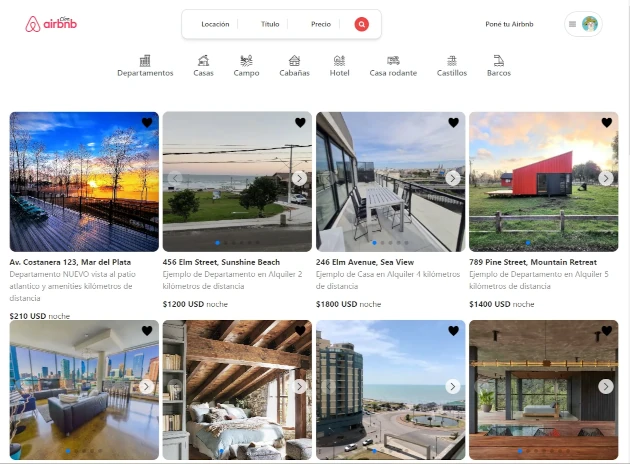 airbnb
Clon
Locación
Titulo
Precio
Poné tu Airbnb
Departamentos
Casas
Campo
Cabañas
Hotel
Casa rodante
Castillos
Barcos
Av. Costanera 123, Mar del Plata
Departamento NUEVO vista al patio
atlantico y amenities kilómetros de
distancia
$210 USD noche
456 Elm Street, Sunshine Beach
Ejemplo de Departamento en Alquiler 2
kilómetros de distancia
$1200 USD noche
246 Elm Avenue, Sea View
Ejemplo de Casa en Alquiler 4 kilómetros
de distancia
$1800 USD noche
789 Pine Street, Mountain Retreat
Ejemplo de Departamento en Alquiler 5
kilómetros de distancia
$1400 USD noche